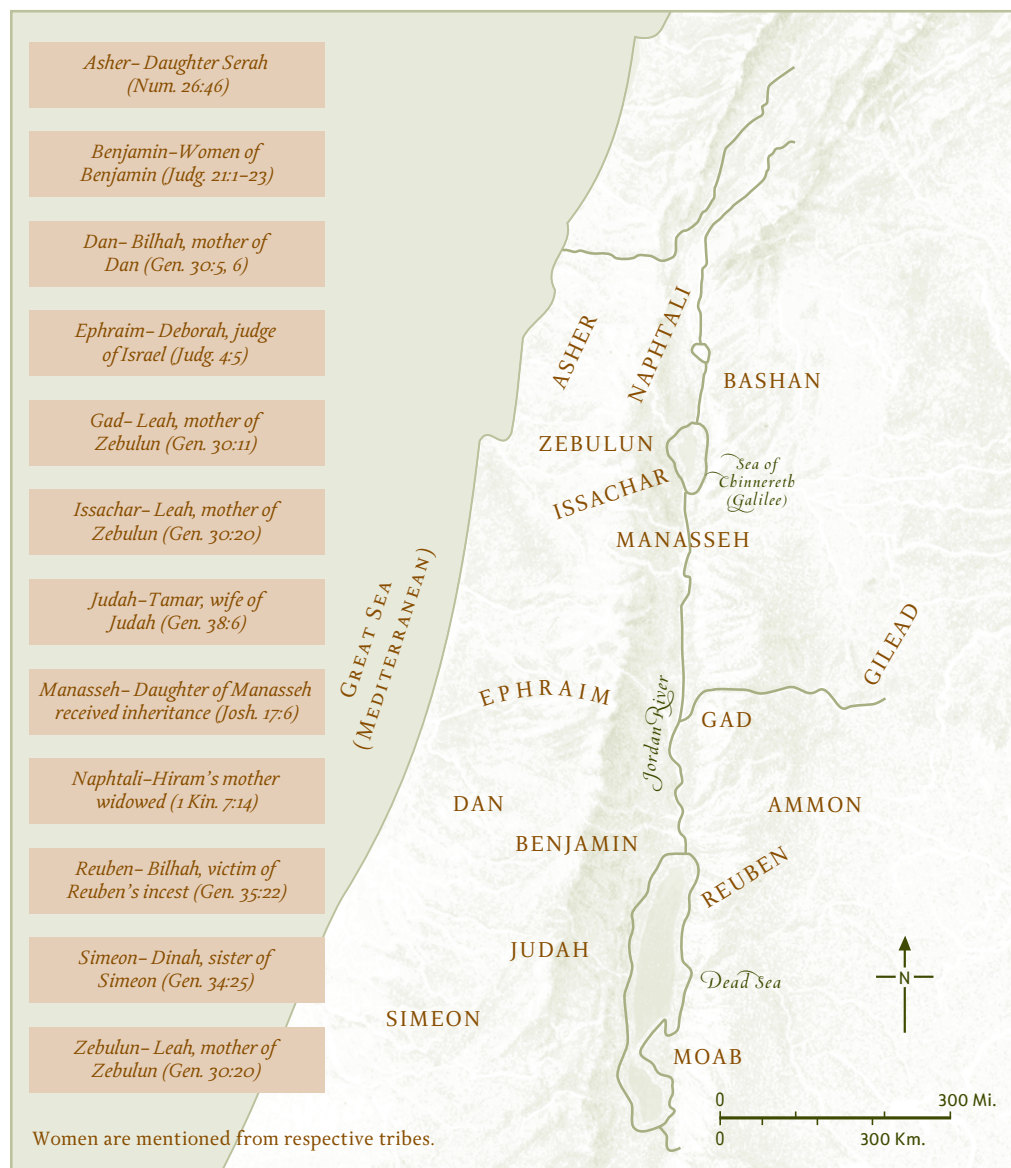 Asher– Daughter Serah
(Num. 26:46)
Benjamin–Women of
Benjamin (Judg. 21:1–23)
Dan– Bilhah, mother of
Dan (Gen. 30:5, 6)
Ephraim– Deborah, judge
of Israel (Judg. 4:5)
Gad– Leah, mother of
Zebulun (Gen. 30:11)
Issachar– Leah, mother of
Zebulun (Gen. 30:20)
Judah–Tamar, wife of
Judah (Gen. 38:6)
Manasseh– Daughter of Manasseh
received inheritance (Josh. 17:6)
Naphtali–Hiram’s mother
widowed (1 Kin. 7:14)
Reuben– Bilhah, victim of
Reuben’s incest (Gen. 35:22)
Simeon– Dinah, sister of
Simeon (Gen. 34:25)
Zebulun– Leah, mother of
Zebulun (Gen. 30:20)
Women are mentioned from respective tribes.
GREAT SEA
(MEDITERRANEAN)
ASHER
NAPHTALI
BASHAN
ZEBULUN
Sea of
Chinnereth
(Galilee)
ISSACHAR
MANASSEH
GILEAD
EPHRAIM
Jordan River
GAD
DAN
AMMON
BENJAMIN
REUBEN
JUDAH
Dead Sea
N
SIMEON
MOAB
0 300 Mi.
0 300 Km.